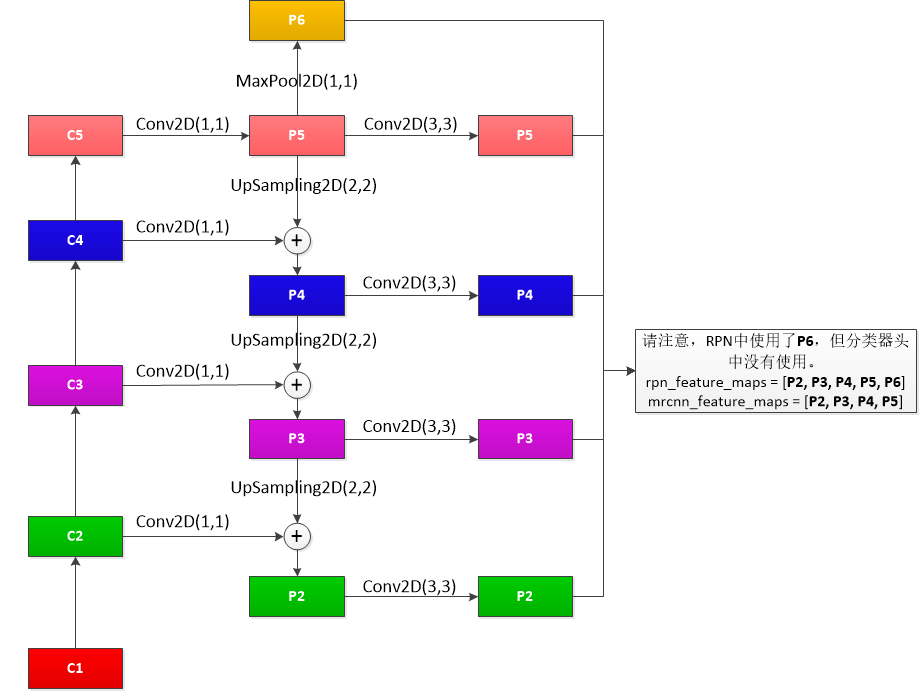 P6
MaxPool2D(1,1)
C5
Conv2D(1,1)
P5
Conv2D(3,3)
P5
UpSampling2D(2,2)
C4
Conv2D(1,1)
+
P4
Conv2D(3,3)
P4
UpSampling2D(2,2)
C3
Conv2D(1,1)
+
P3
Conv2D(3,3)
P3
UpSampling2D(2,2)
C2
Conv2D(1,1)
+
P2
Conv2D(3,3)
P2
C1
请注意，RPN中使用了P6，但分类器头
中没有使用。
rpn_feature_maps = [P2, P3, P4, P5, P6]
mrcnn_feature_maps = [P2, P3, P4, P5]